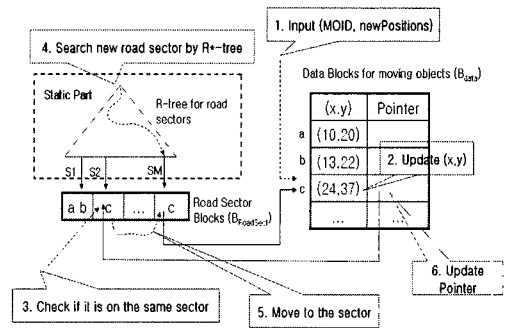 1. Input (MOID, newPositions)
4. Search new road sector by R*-tree
Data Blocks for moving objects (Bdata)
Static Part
R-tree for road
sectors
(x,y) Pointer
a (10.20)
b (13.22)
2. Update (x,y)
c (24,37)
... ...
S1 S2 SM
a b c ... c
Road Sector
Blocks (BRoadSect)
6. Update
Pointer
3. Check if it is on the same sector
5. Move to the sector